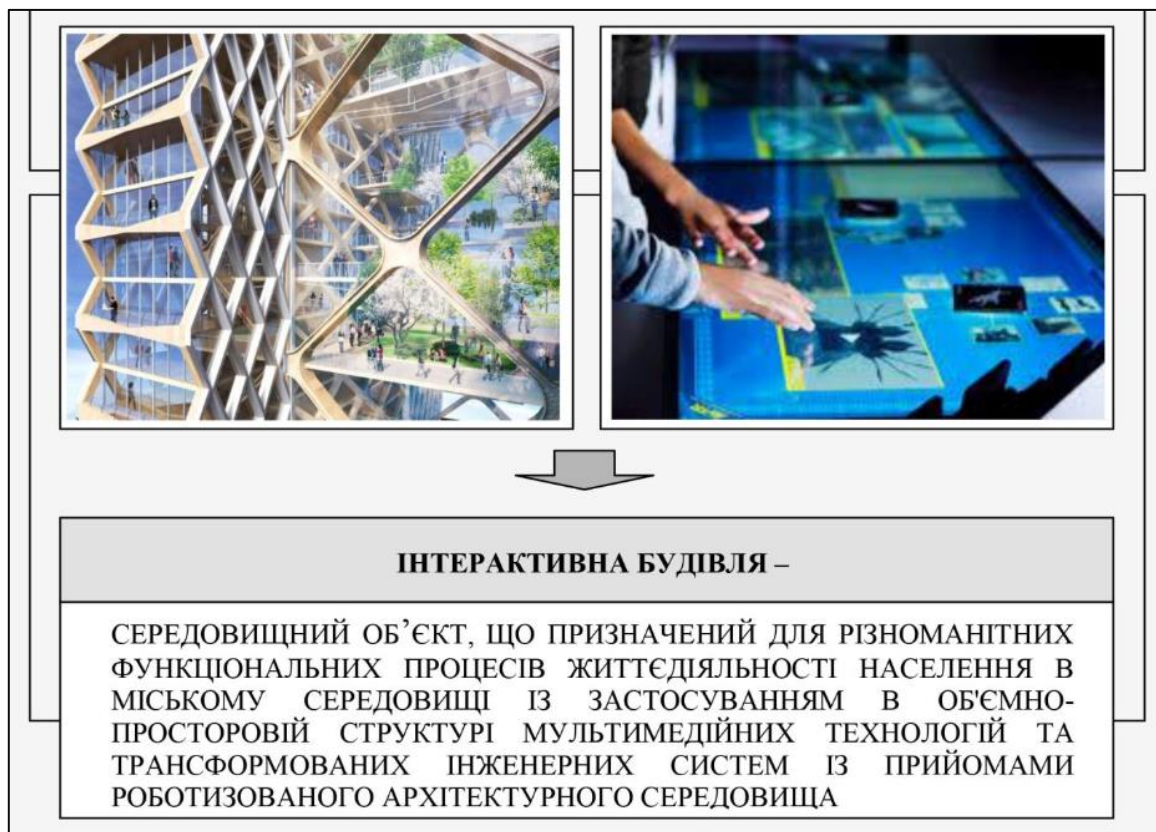 ІНТЕРАКТИВНА БУДІВЛЯ –
СЕРЕДОВИЩНИЙ ОБ’ЄКТ, ЩО ПРИЗНАЧЕНИЙ ДЛЯ РІЗНОМАНІТНИХ
ФУНКЦІОНАЛЬНИХ ПРОЦЕСІВ ЖИТТЄДІЯЛЬНОСТІ НАСЕЛЕННЯ В
МІСЬКОМУ СЕРЕДОВИЩІ ІЗ ЗАСТОСУВАННЯМ В ОБ'ЄМНО-
ПРОСТОРОВІЙ СТРУКТУРІ МУЛЬТИМЕДІЙНИХ ТЕХНОЛОГІЙ ТА
ТРАНСФОРМОВАНИХ ІНЖЕНЕРНИХ СИСТЕМ ІЗ ПРИЙОМАМИ
РОБОТИЗОВАНОГО АРХІТЕКТУРНОГО СЕРЕДОВИЩА